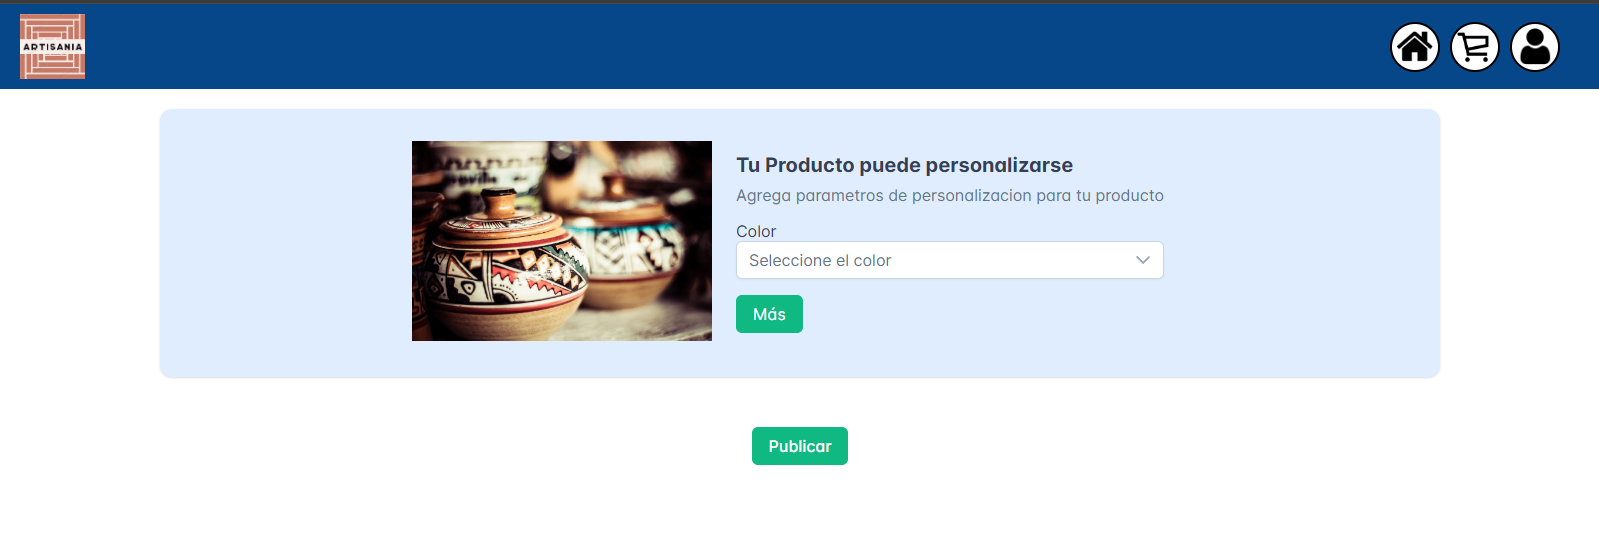 ARTISANIA
Tu Producto puede personalizarse
Agrega parametros de personalizacion para tu producto
Color
Seleccione el color
Más
Publicar